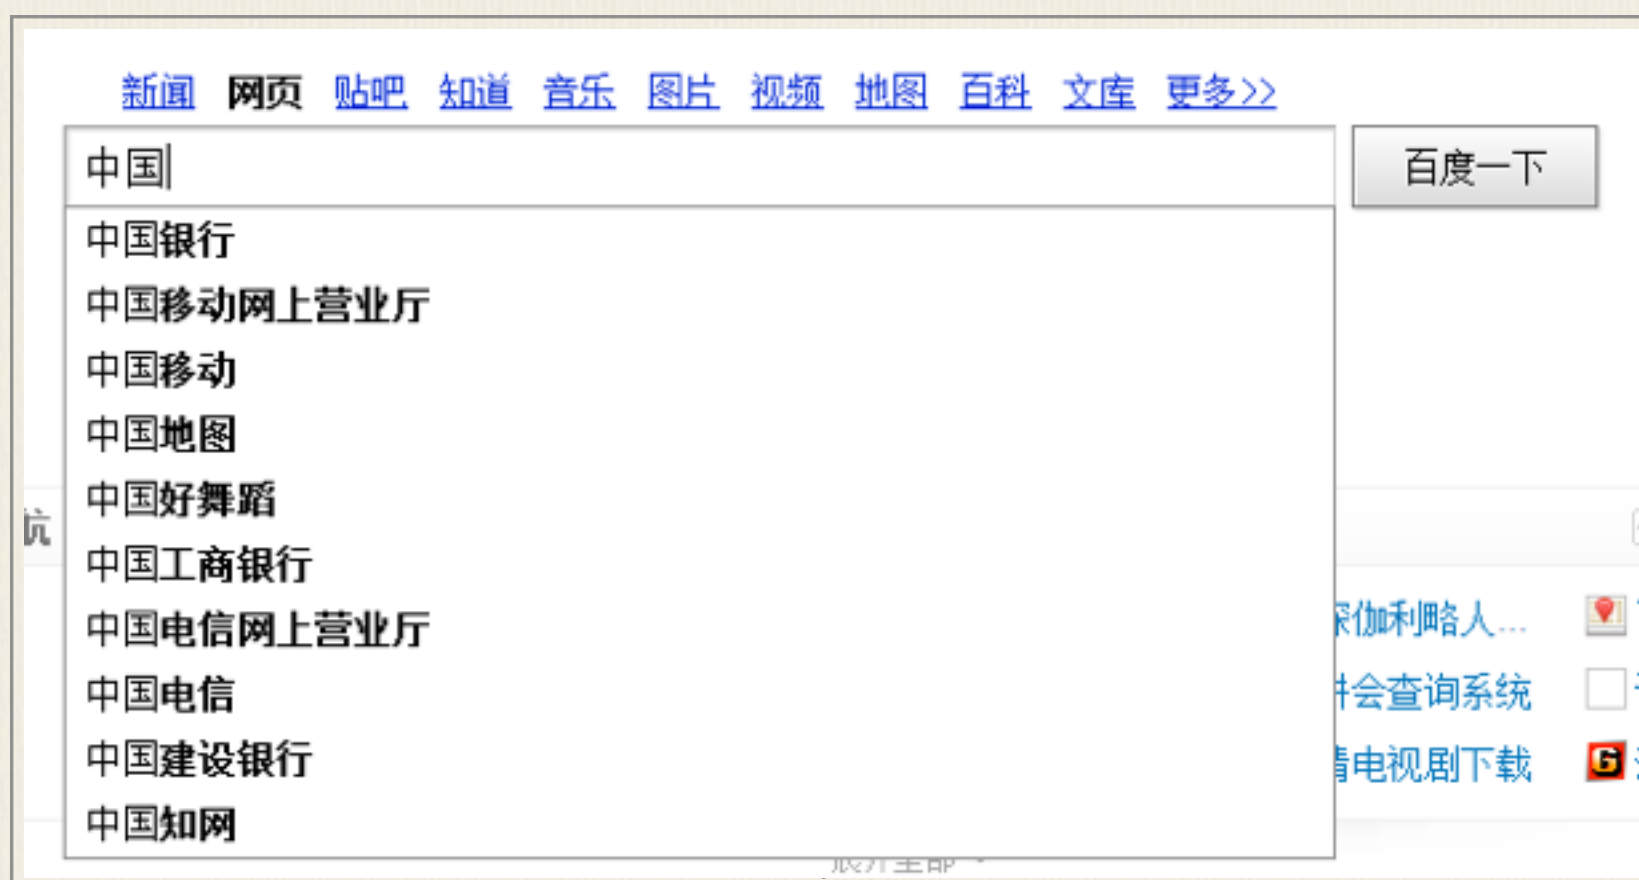 新闻 网页 贴吧 知道 音乐 图片 视频 地图 百科 文库 更多>>
中国 百度一下
中国银行
中国移动网上营业厅
中国移动
中国地图
中国好舞蹈
航
中国工商银行
中国电信网上营业厅
伽利略人...
中国电信
会查询系统
中国建设银行
电视剧下载
中国知网
展开全部